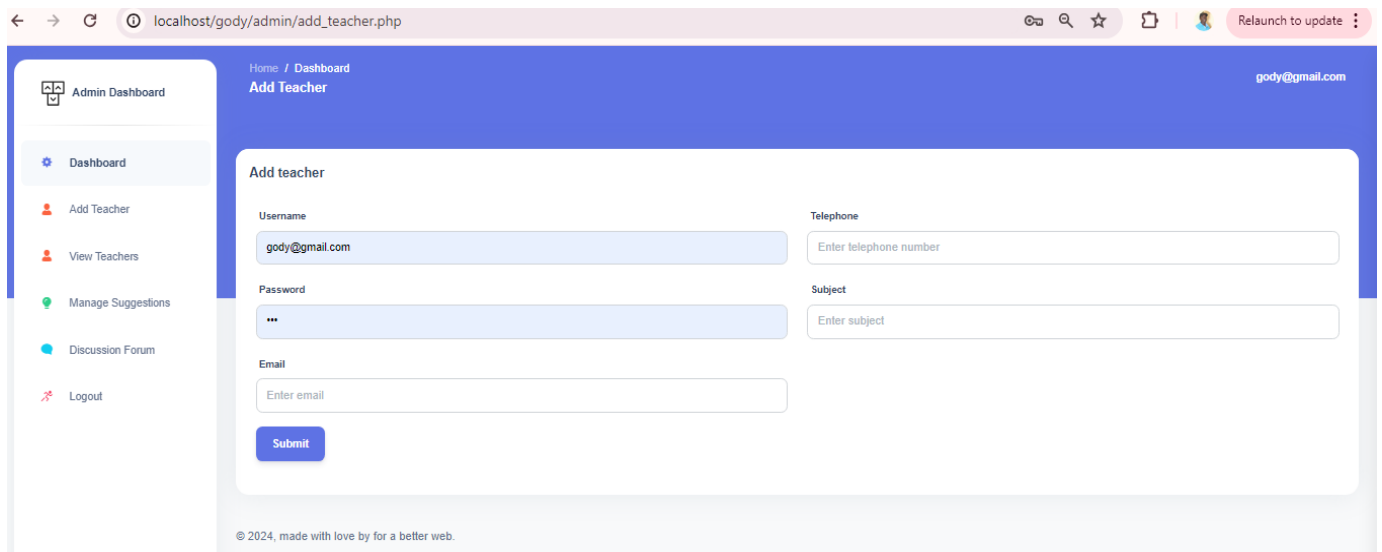 localhost/gody/admin/add_teacher.php
Relaunch to update
Admin Dashboard
Home / Dashboard
Add Teacher
gody@gmail.com
Dashboard
Add Teacher
View Teachers
Manage Suggestions
Discussion Forum
Logout
Add teacher
Username
gody@gmail.com
Telephone
Enter telephone number
Password
•••
Subject
Enter subject
Email
Enter email
Submit
© 2024, made with love by for a better web.